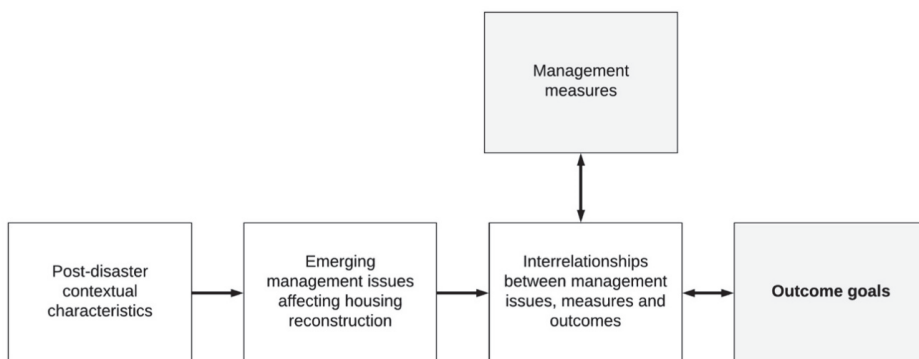 Management
measures
Post-disaster
contextual
characteristics
Emerging
management issues
affecting housing
reconstruction
Interrelationships
between management
issues, measures and
outcomes
Outcome goals